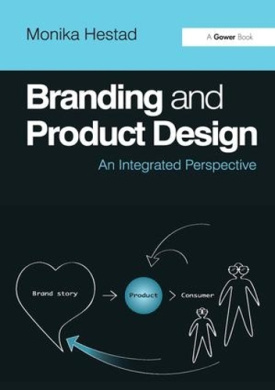 Monika Hestad
A Gower Book
Branding and
Product Design
An Integrated Perspective
Brand story
Product
Consumer